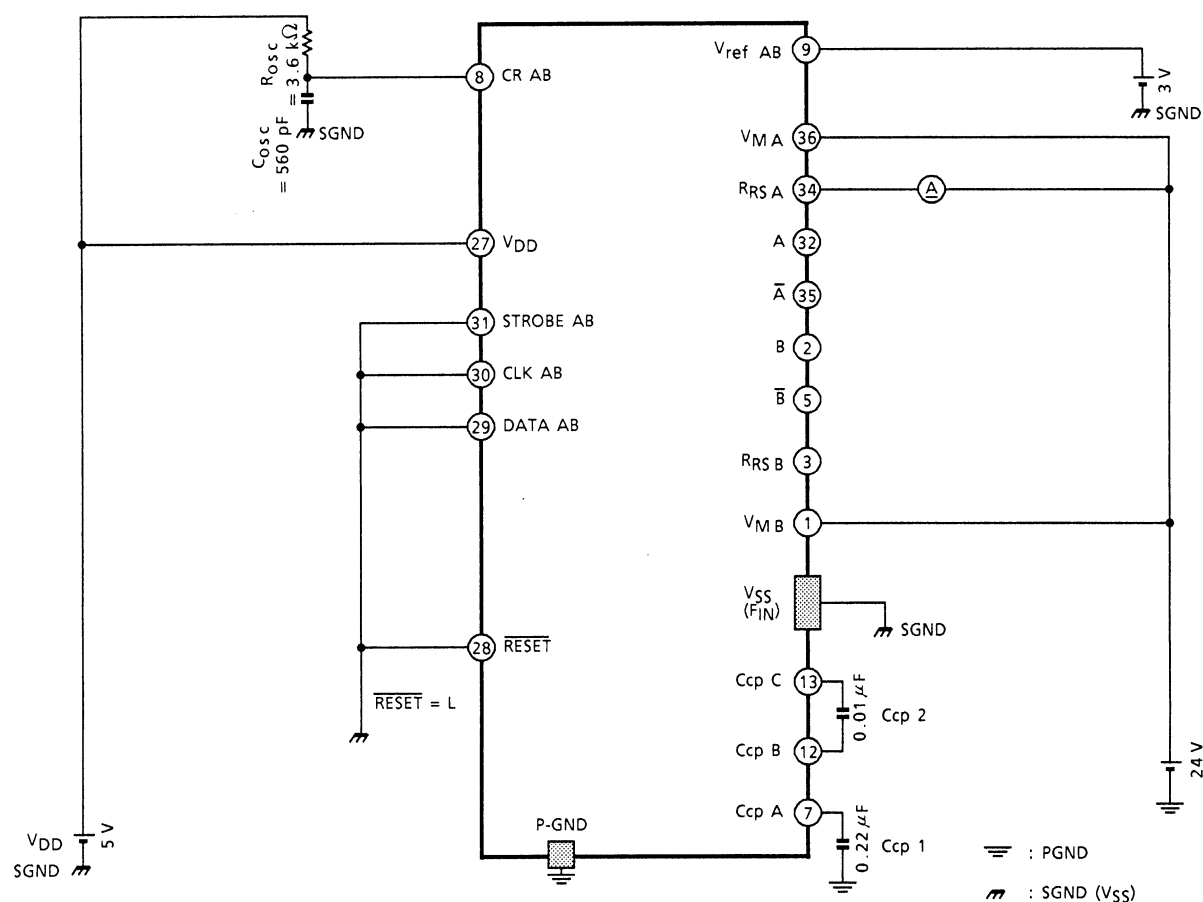 Rosc
= 3.6 kΩ
Cosc
= 560 pF
SGND
8
CR AB
27
VDD
31
STROBE AB
30
CLK AB
29
DATA AB
28
RESET
RESET = L
VDD
5 V
SGND
P-GND
Vref AB
9
3 V
SGND
VM A
36
RRS A
34
A
A
32
A
35
B
2
B
5
RRS B
3
VM B
1
VSS
(FIN)
SGND
Ccp C
13
0.01 μF
Ccp 2
Ccp B
12
Ccp A
7
0.22 μF
Ccp 1
24 V
: PGND
: SGND (VSS)